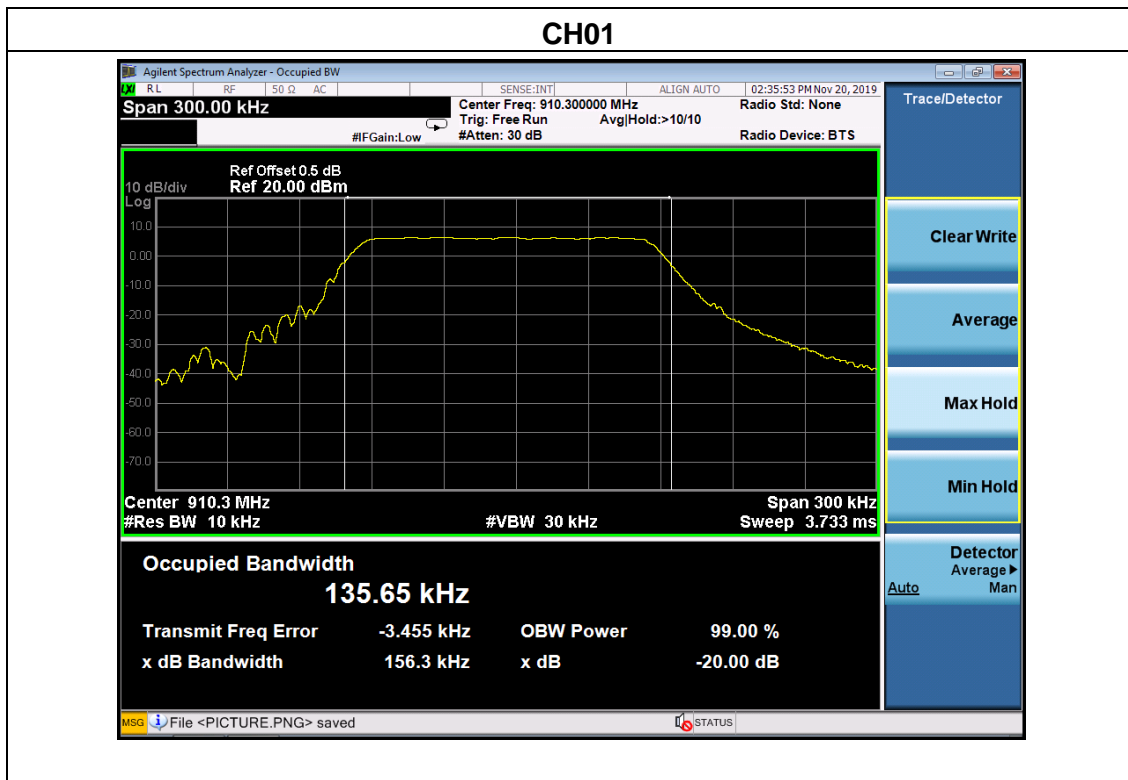 CH01
Agilent Spectrum Analyzer - Occupied BW
LXI RL RF 50 Ω AC SENSE:INT ALIGN AUTO 02:35:53 PM Nov 20, 2019
Span 300.00 kHz Center Freq: 910.300000 MHz Radio Std: None
Trig: Free Run Avg|Hold:>10/10
#IFGain:Low #Atten: 30 dB Radio Device: BTS
Trace/Detector
Ref Offset 0.5 dB
10 dB/div Ref 20.00 dBm
Log
10.0
0.00
-10.0
-20.0
-30.0
-40.0
-50.0
-60.0
-70.0
Center 910.3 MHz Span 300 kHz
#Res BW 10 kHz #VBW 30 kHz Sweep 3.733 ms
Clear Write
Average
Max Hold
Min Hold
Detector
Average
Auto Man
Occupied Bandwidth
135.65 kHz
Transmit Freq Error -3.455 kHz OBW Power 99.00 %
x dB Bandwidth 156.3 kHz x dB -20.00 dB
MSG File <PICTURE.PNG> saved STATUS